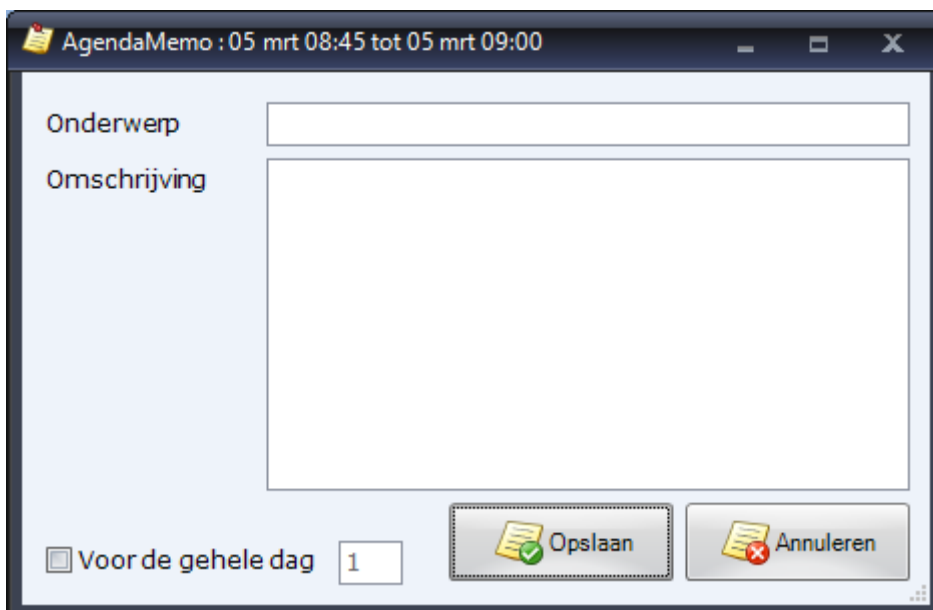 AgendaMemo : 05 mrt 08:45 tot 05 mrt 09:00
Onderwerp
Omschrijving
Opslaan Annuleren
Voor de gehele dag 1